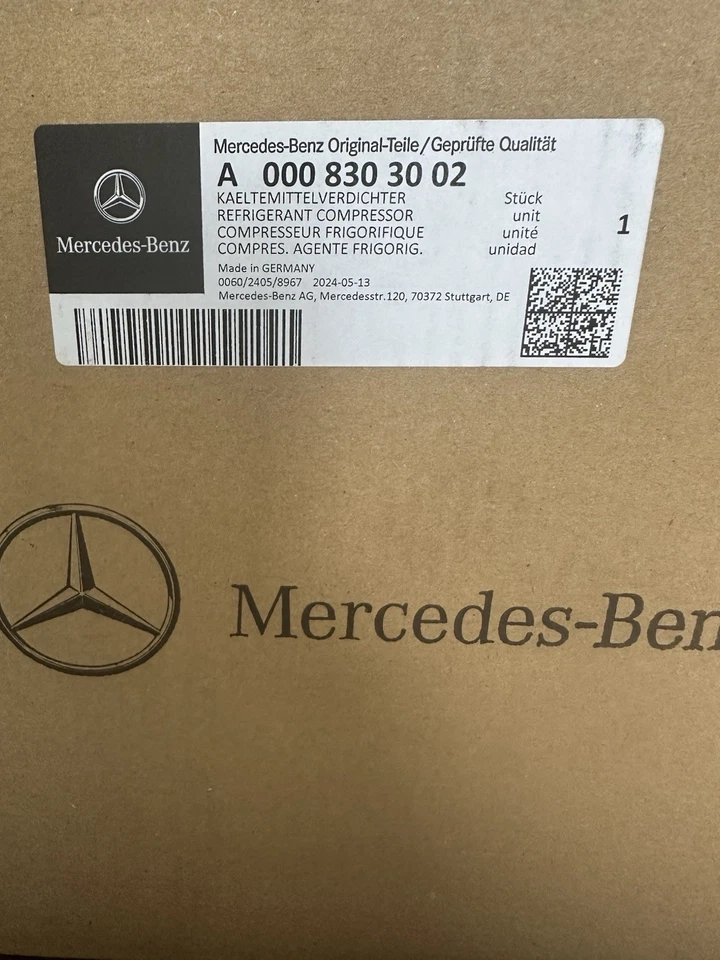 Mercedes-Benz
Mercedes-Benz Original-Teile/Geprüfte Qualität
A 000 830 30 02
KAELTEMITTELVERDICHTER Stück
REFRIGERANT COMPRESSOR unit
COMPRESSEUR FRIGORIFIQUE unité
COMPRES. AGENTE FRIGORIG. unidad
1
Made in GERMANY
0060/2405/8967 2024-05-13
Mercedes-Benz AG, Mercedesstr.120, 70372 Stuttgart, DE
Mercedes-Ben